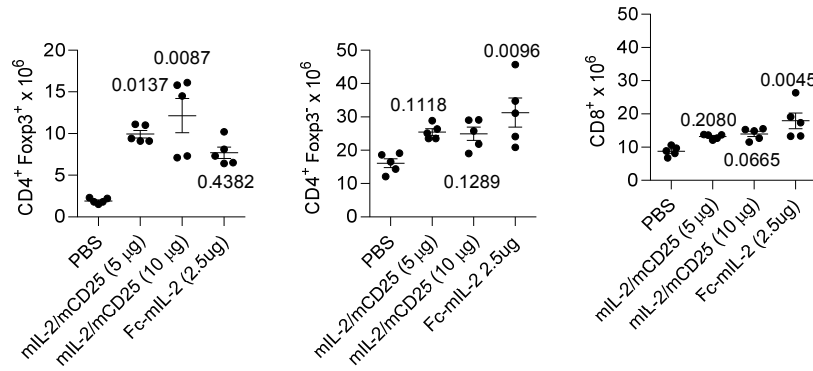 CD4+ Foxp3+ x 10^6
20
15
10
5
0
0.0137
0.0087
0.4382
PBS
mIL-2/mCD25 (5 µg)
mIL-2/mCD25 (10 µg)
Fc-mIL-2 (2.5ug)
CD4+ Foxp3- x 10^6
50
40
30
20
10
0
0.1118
0.1289
0.0096
PBS
mIL-2/mCD25 (5 µg)
mIL-2/mCD25 (10 µg)
Fc-mIL-2 2.5ug
CD8+ x 10^6
50
40
30
20
10
0
0.2080
0.0665
0.0045
PBS
mIL-2/mCD25 (5 µg)
mIL-2/mCD25 (10 µg)
Fc-mIL-2 (2.5ug)